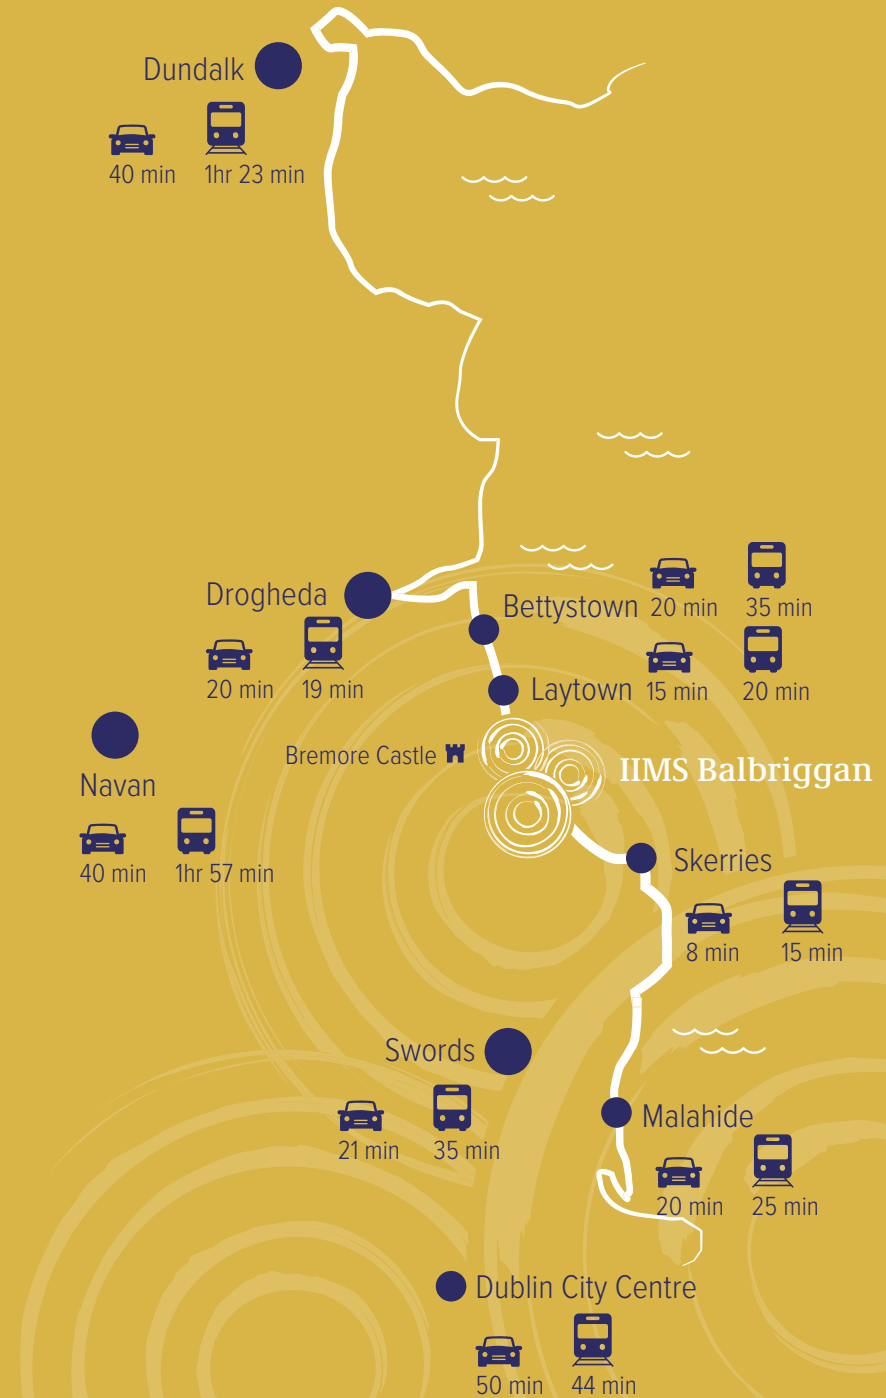 Dundalk
40 min 1hr 23 min
Drogheda
20 min 19 min
Bettystown 20 min 35 min
Laytown 15 min 20 min
Bremore Castle
IIMS Balbriggan
Navan
40 min 1hr 57 min
Skerries
8 min 15 min
Swords
21 min 35 min
Malahide
20 min 25 min
Dublin City Centre
50 min 44 min